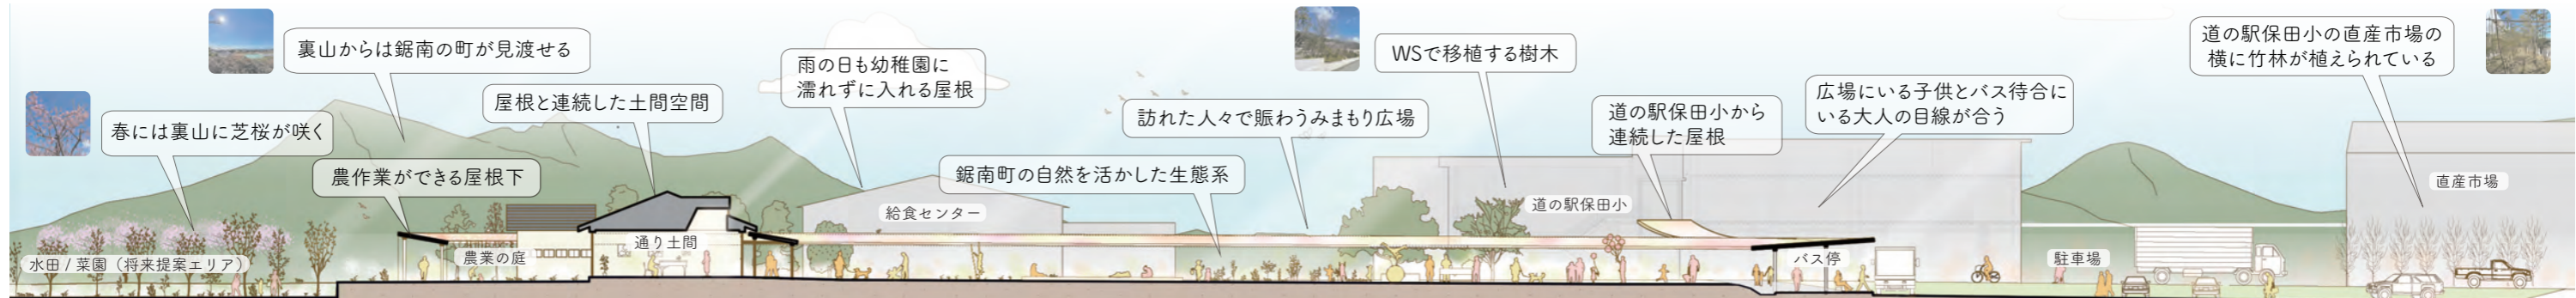 裏山からは鋸南の町が見渡せる
春には裏山に芝桜が咲く
農作業ができる屋根下
屋根と連続した土間空間
雨の日も幼稚園に
濡れずに入れる屋根
鋸南町の自然を活かした生態系
訪れた人々で賑わうみまもり広場
WSで移植する樹木
道の駅保田小から
連続した屋根
広場にいる子供とバス待合に
いる大人の目線が合う
道の駅保田小の直産市場の
横に竹林が植えられている
水田/菜園（将来提案エリア）
農業の庭
通り土間
給食センター
道の駅保田小
バス停
駐車場
直産市場